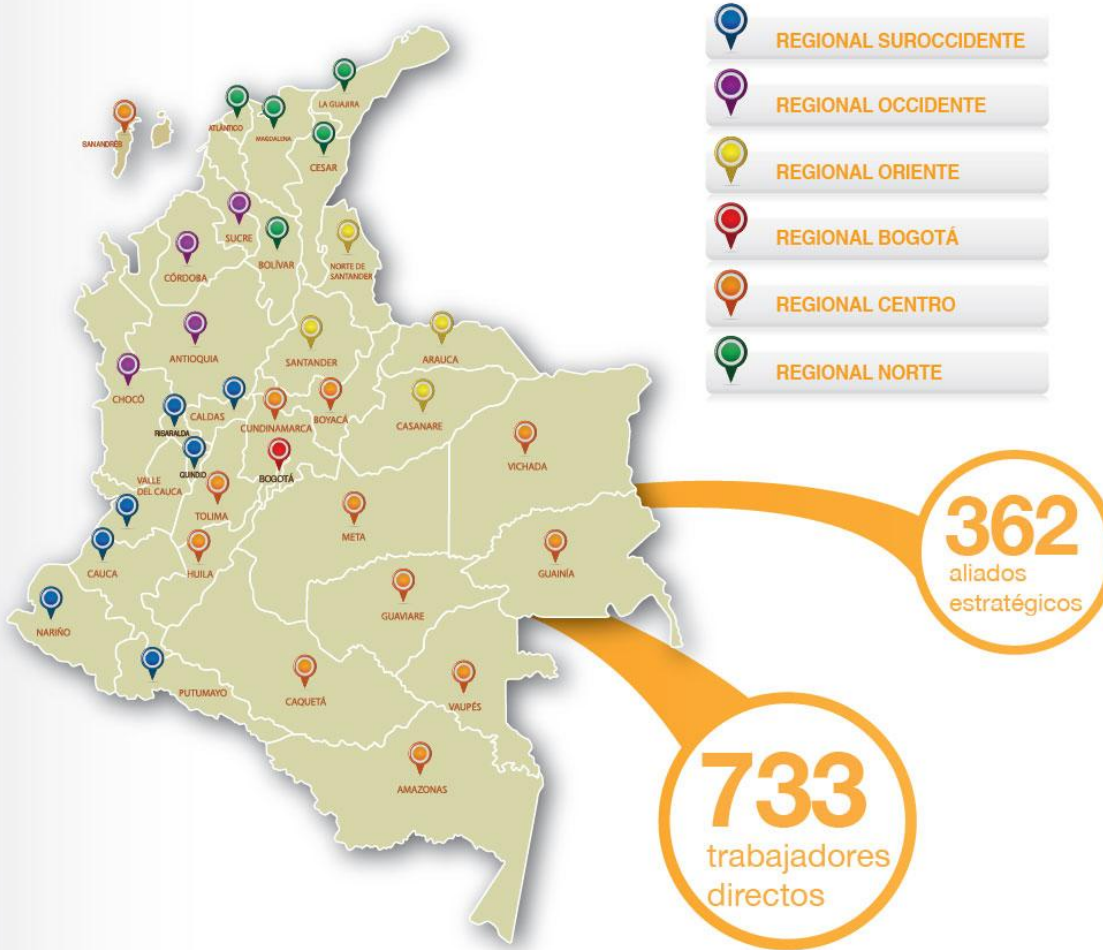 REGIONAL SUROCCIDENTE
REGIONAL OCCIDENTE
REGIONAL ORIENTE
REGIONAL BOGOTÁ
REGIONAL CENTRO
REGIONAL NORTE
LA GUAJIRA
ATLÁNTICO
MAGDALENA
SAN ANDRÉS
CESAR
SUCRE
BOLÍVAR
NORTE DE
SANTANDER
CÓRDOBA
ANTIOQUIA
SANTANDER
ARAUCA
CHOCÓ
CALDAS
CUNDINAMARCA
BOYACÁ
CASANARE
RISARALDA
QUINDIO
BOGOTÁ
VICHADA
VALLE
DEL CAUCA
TOLIMA
META
CAUCA
HUILA
GUAINÍA
GUAVIARE
NARIÑO
PUTUMAYO
CAQUETÁ
VAUPÉS
AMAZONAS
362
aliados
estratégicos
733
trabajadores
directos